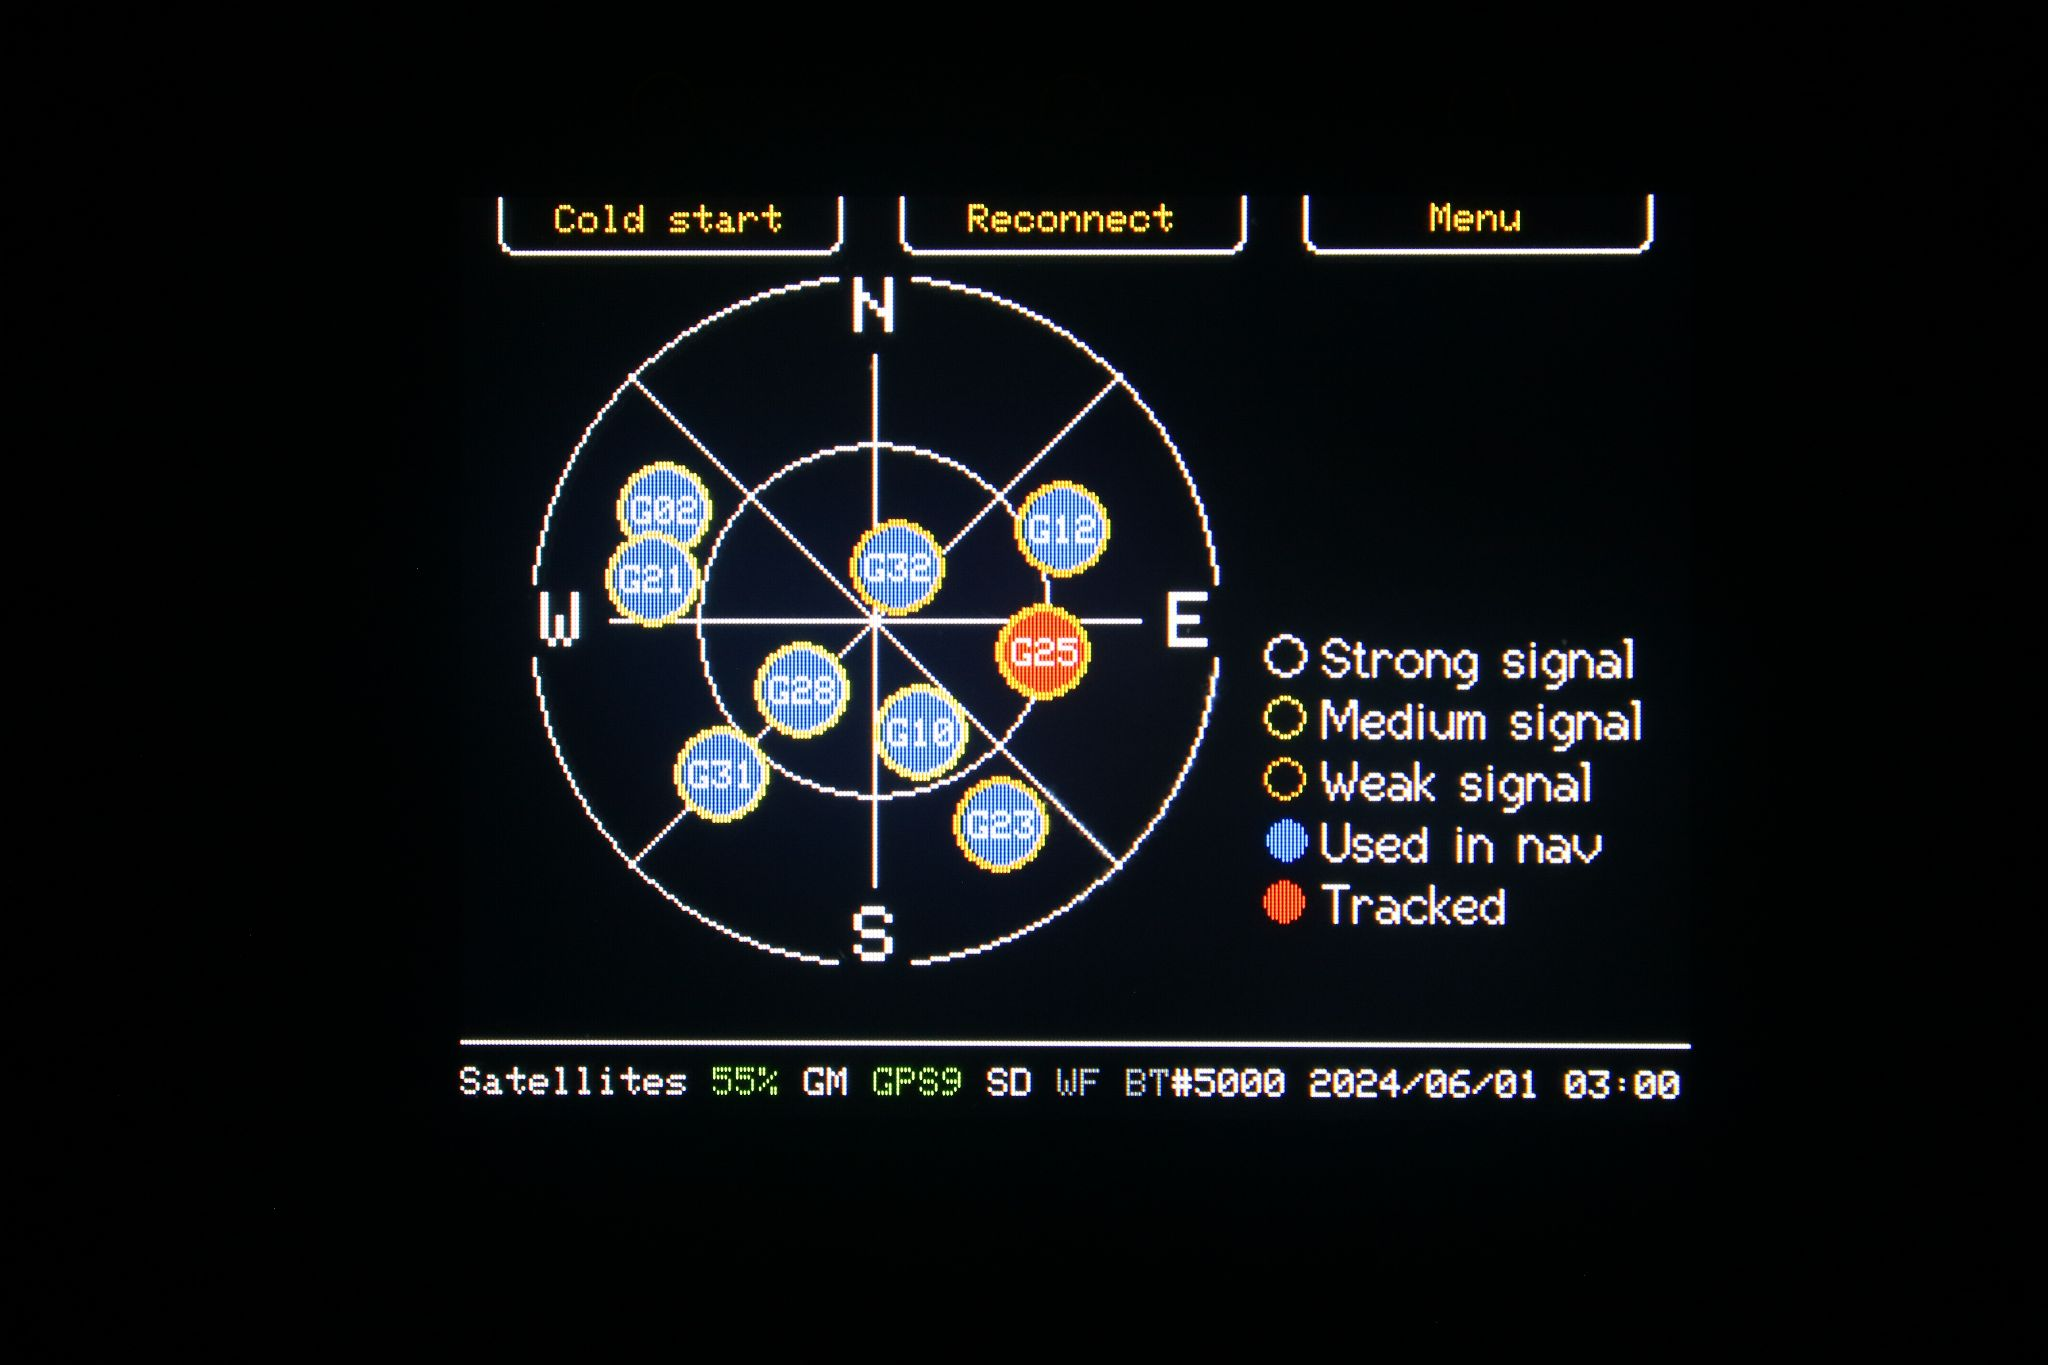 Cold start Reconnect Menu
N
G02 G12
G32
G21
W E
G25
Strong signal
G28
Medium signal
G10
G31
Weak signal
G23
Used in nav
Tracked
S
Satellites 55% GM GPS9 SD WF BT#5000 2024/06/01 03:00